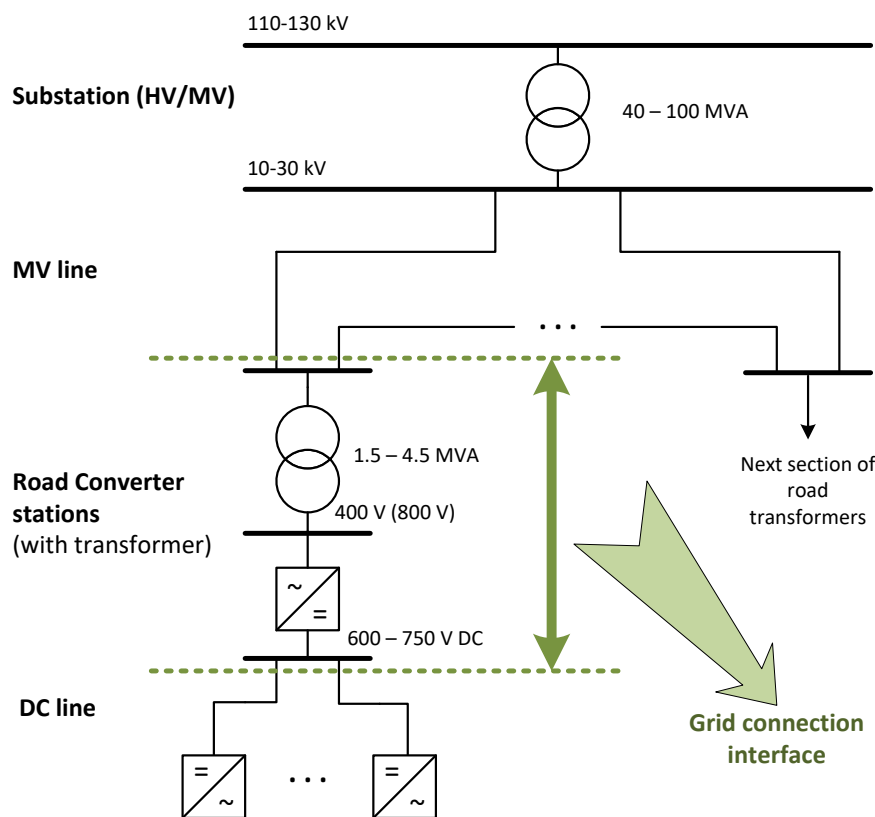 110-130 kV
Substation (HV/MV)
40 – 100 MVA
10-30 kV
MV line
. . .
1.5 – 4.5 MVA
Road Converter
stations
(with transformer)
400 V (800 V)
Next section of
road
transformers
~
=
600 – 750 V DC
DC line
Grid connection
interface
=
~
. . .
=
~